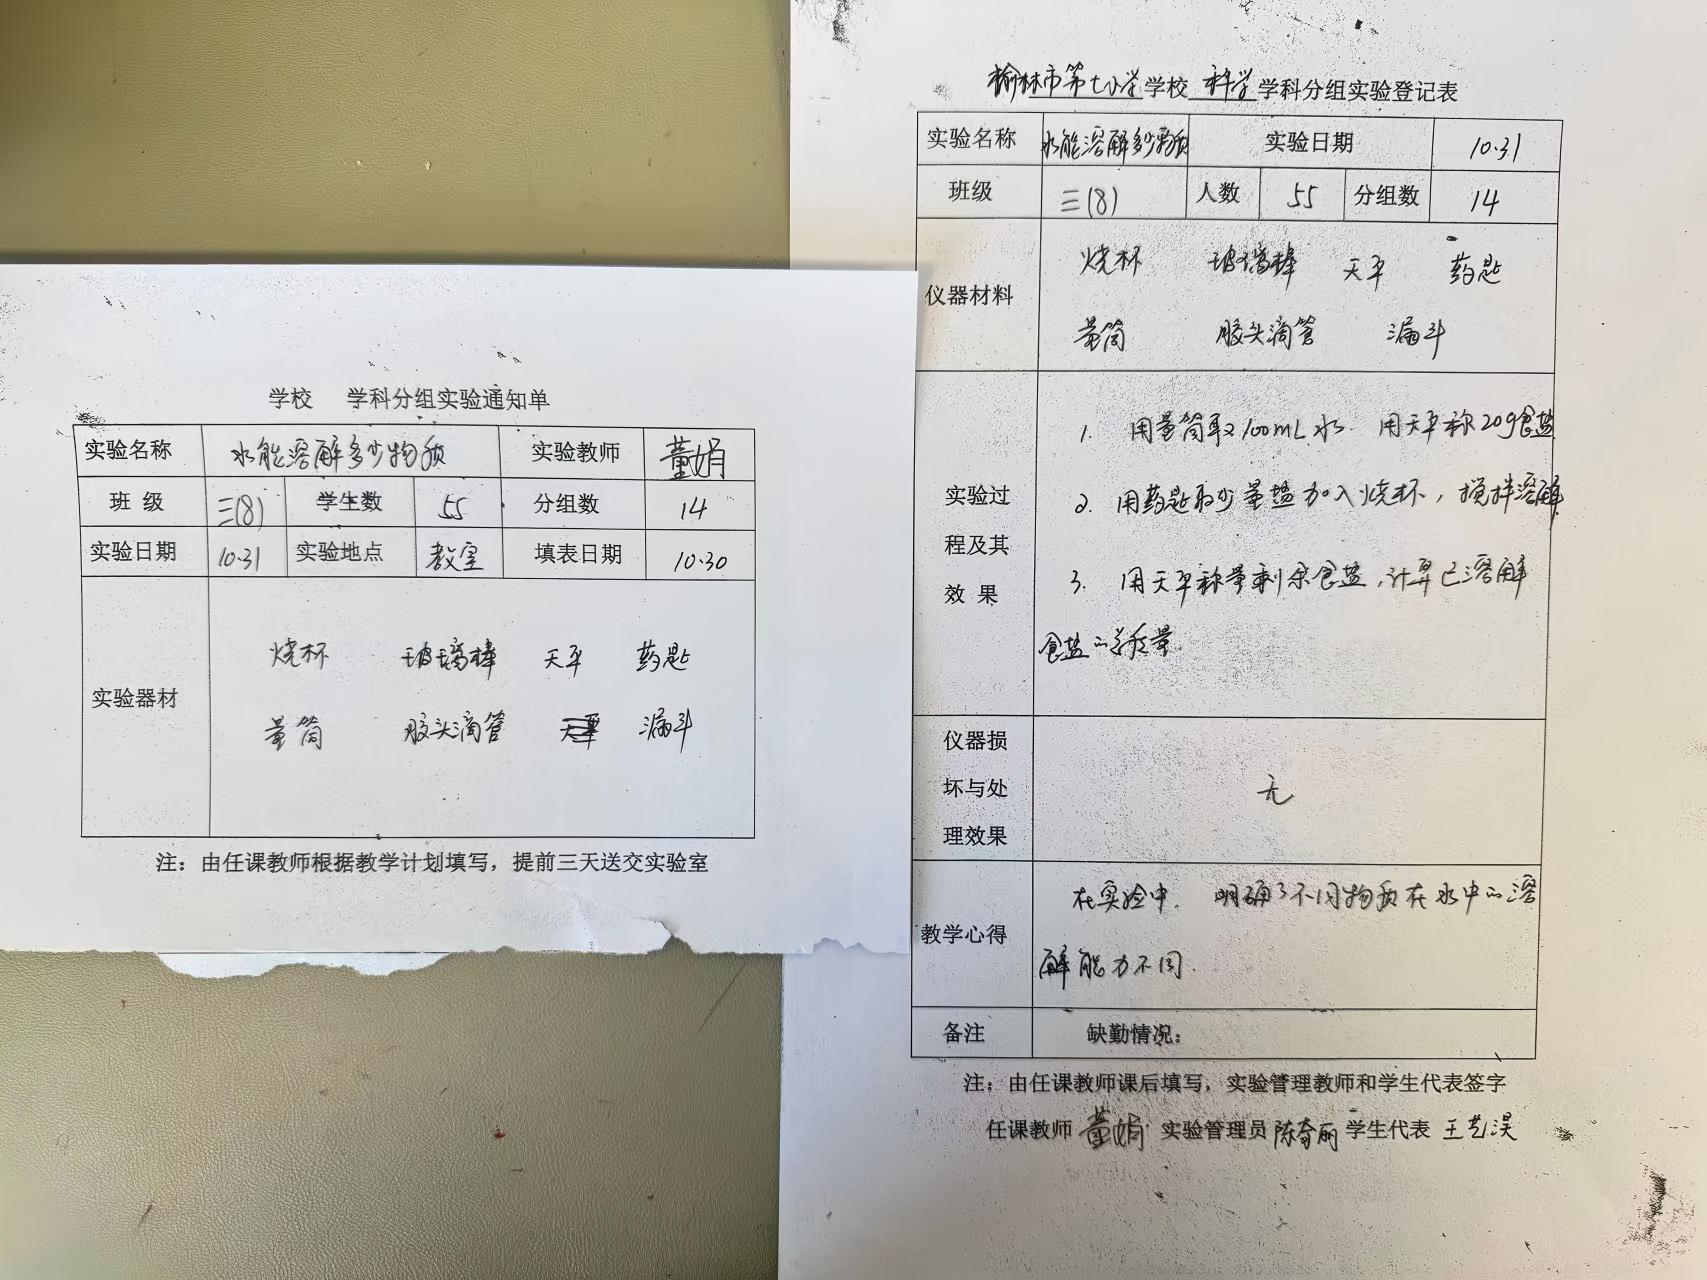 学校 学科分组实验通知单
实验名称 水能溶解多少物质 实验教师 董娟
班 级 三(8) 学生数 55 分组数 14
实验日期 10.31 实验地点 教室 填表日期 10.30
实验器材
烧杯 玻璃棒 天平 药匙
量筒 胶头滴管 漏斗
注：由任课教师根据教学计划填写，提前三天送交实验室
榆林市第七小学学校 科学 学科分组实验登记表
实验名称 水能溶解多少物质 实验日期 10.31
班级 三(8) 人数 55 分组数 14
仪器材料
烧杯 玻璃棒 天平 药匙
量筒 胶头滴管 漏斗
实验过
程及其
效 果
1. 用量筒取100mL水. 用天平称20g食盐
2. 用药匙取少量盐加入烧杯，搅拌溶解
3. 用天平称量剩余食盐，计算已溶解
食盐的质量
仪器损
坏与处
理效果
无
教学心得
在实验中. 明确了不同物质在水中的溶
解能力不同.
备注 缺勤情况：
注：由任课教师课后填写，实验管理教师和学生代表签字
任课教师 董娟 实验管理员 陈奋丽 学生代表 王艺淏